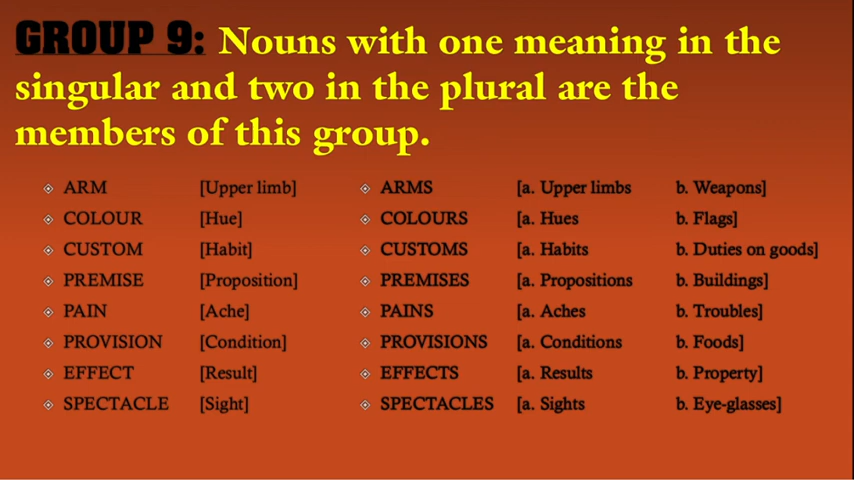 GROUP 9: Nouns with one meaning in the
singular and two in the plural are the
members of this group.
ARM [Upper limb] ARMS [a. Upper limbs b. Weapons]
COLOUR [Hue] COLOURS [a. Hues b. Flags]
CUSTOM [Habit] CUSTOMS [a. Habits b. Duties on goods]
PREMISE [Proposition] PREMISES [a. Propositions b. Buildings]
PAIN [Ache] PAINS [a. Aches b. Troubles]
PROVISION [Condition] PROVISIONS [a. Conditions b. Foods]
EFFECT [Result] EFFECTS [a. Results b. Property]
SPECTACLE [Sight] SPECTACLES [a. Sights b. Eye-glasses]